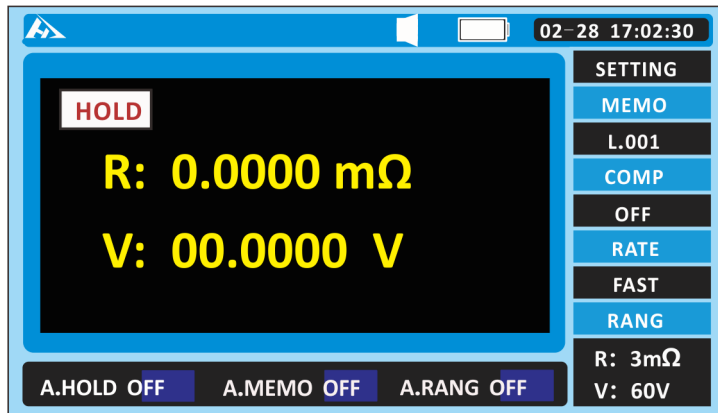 02-28 17:02:30
SETTING
HOLD
MEMO
L.001
R: 0.0000 mΩ
COMP
OFF
V: 00.0000 V
RATE
FAST
RANG
R: 3mΩ
V: 60V
A.HOLD OFF A.MEMO OFF A.RANG OFF